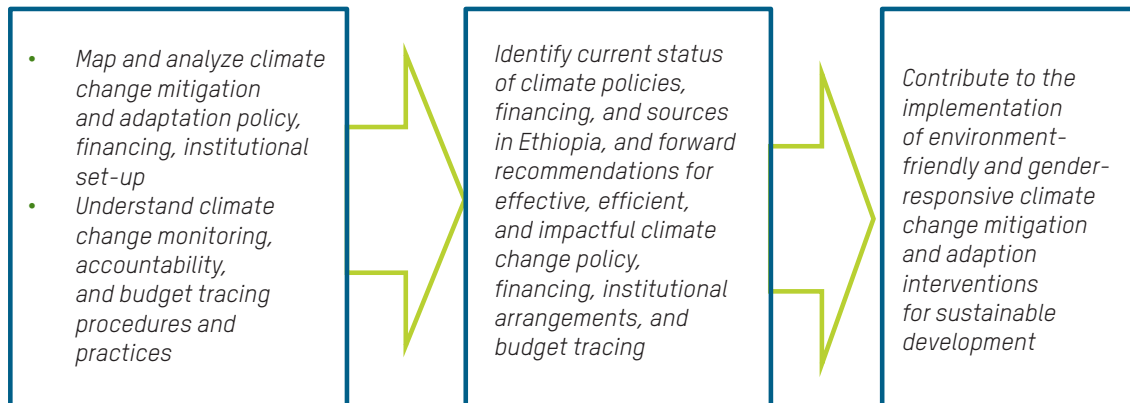 • Map and analyze climate
change mitigation
and adaptation policy,
financing, institutional
set-up
• Understand climate
change monitoring,
accountability,
and budget tracing
procedures and
practices
Identify current status
of climate policies,
financing, and sources
in Ethiopia, and forward
recommendations for
effective, efficient,
and impactful climate
change policy,
financing, institutional
arrangements, and
budget tracing
Contribute to the
implementation
of environment-
friendly and gender-
responsive climate
change mitigation
and adaption
interventions
for sustainable
development